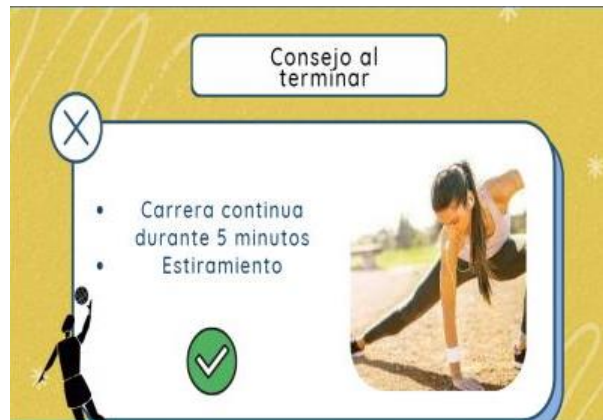 Consejo al
terminar
• Carrera continua
durante 5 minutos
• Estiramiento